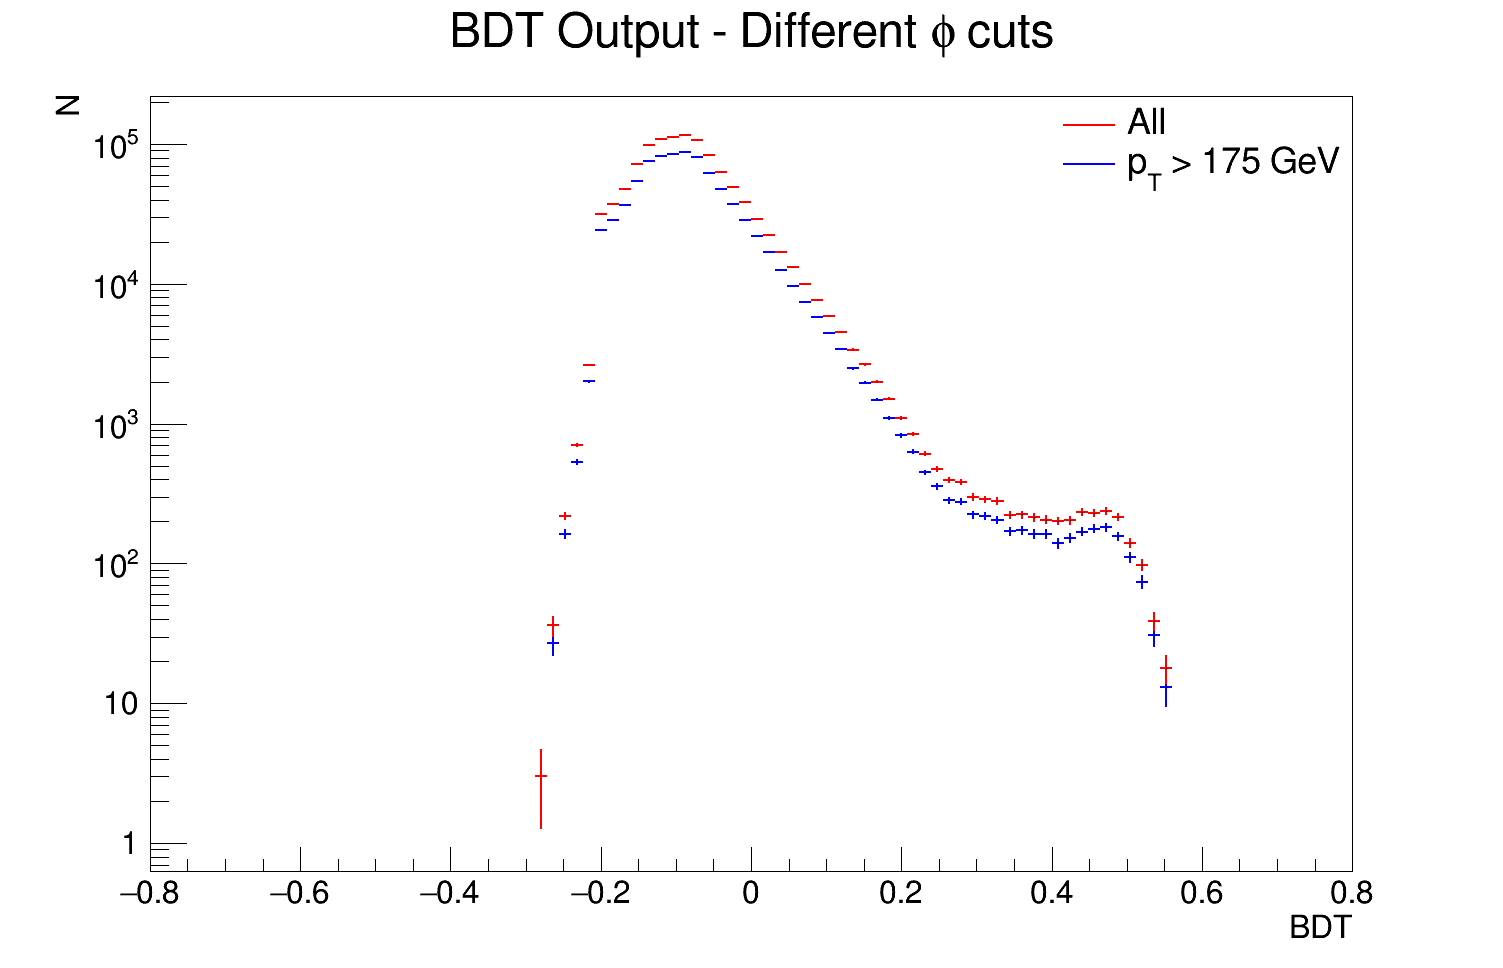 BDT Output - Different ϕ cuts
N
All
p_T > 175 GeV
10^5
10^4
10^3
10^2
10
1
−0.8 −0.6 −0.4 −0.2 0 0.2 0.4 0.6 0.8
BDT